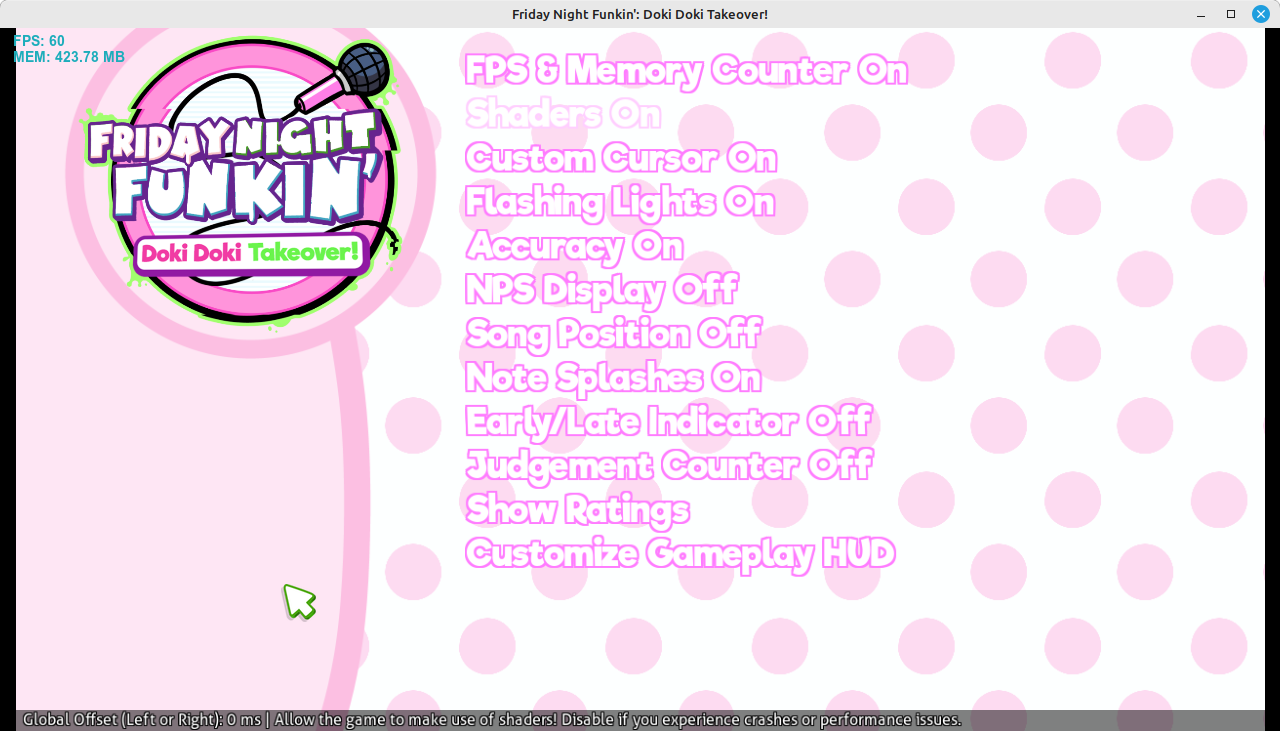 Friday Night Funkin': Doki Doki Takeover!
FPS: 60
MEM: 423.78 MB
FRIDAY NIGHT
FUNKIN'
Doki Doki Takeover!
FPS & Memory Counter On
Shaders On
Custom Cursor On
Flashing Lights On
Accuracy On
NPS Display Off
Song Position Off
Note Splashes On
Early/Late Indicator Off
Judgement Counter Off
Show Ratings
Customize Gameplay HUD
Global Offset (Left or Right): 0 ms | Allow the game to make use of shaders! Disable if you experience crashes or performance issues.